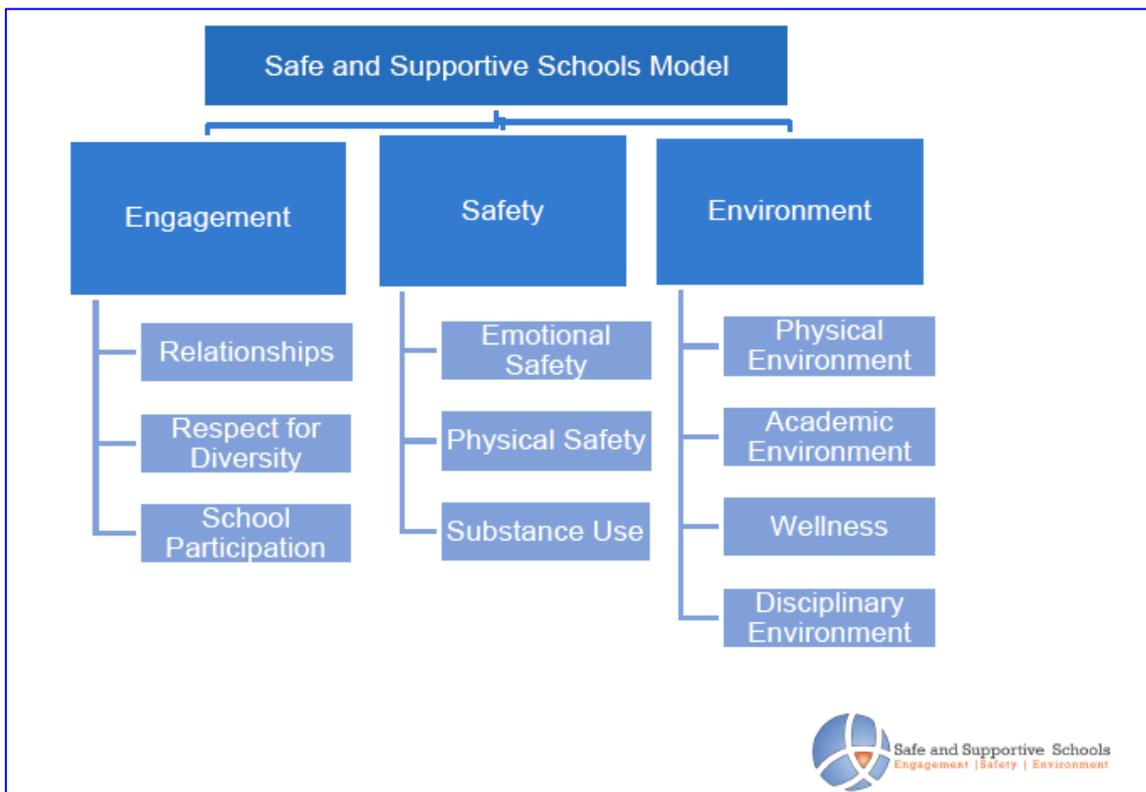 Safe and Supportive Schools Model
Engagement
Safety
Environment
Relationships
Respect for
Diversity
School
Participation
Emotional
Safety
Physical Safety
Substance Use
Physical
Environment
Academic
Environment
Wellness
Disciplinary
Environment
Safe and Supportive Schools
Engagement | Safety | Environment